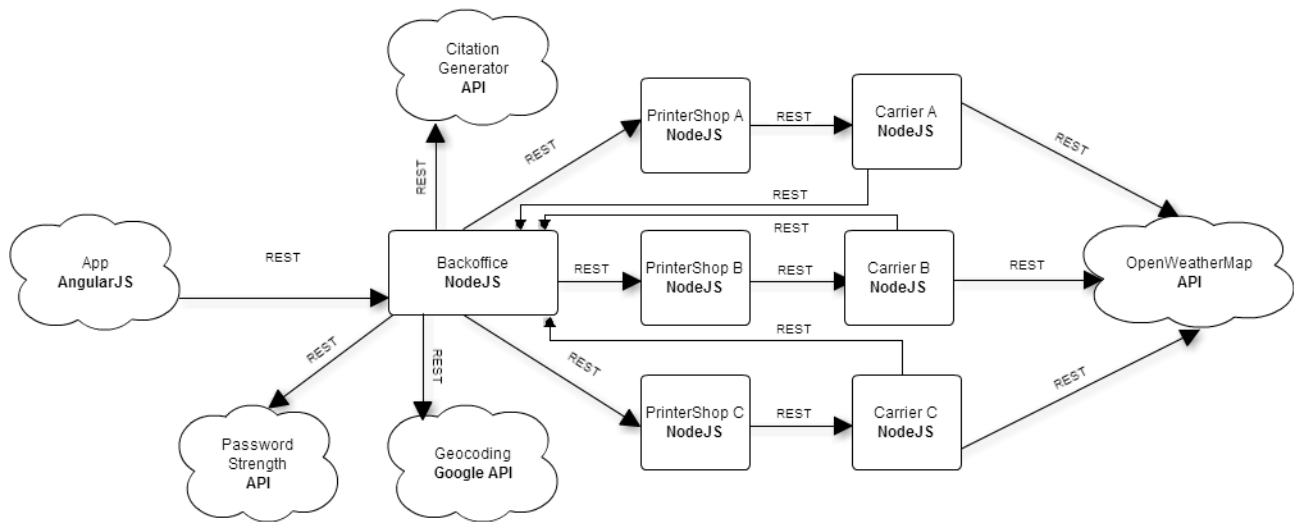 Citation
Generator
API
PrinterShop A
NodeJS
REST
Carrier A
NodeJS
REST
REST
REST
REST
REST
App
AngularJS
REST
Backoffice
NodeJS
REST
PrinterShop B
NodeJS
REST
Carrier B
NodeJS
REST
OpenWeatherMap
API
REST
REST
REST
REST
REST
PrinterShop C
NodeJS
REST
Carrier C
NodeJS
REST
Password
Strength
API
Geocoding
Google API